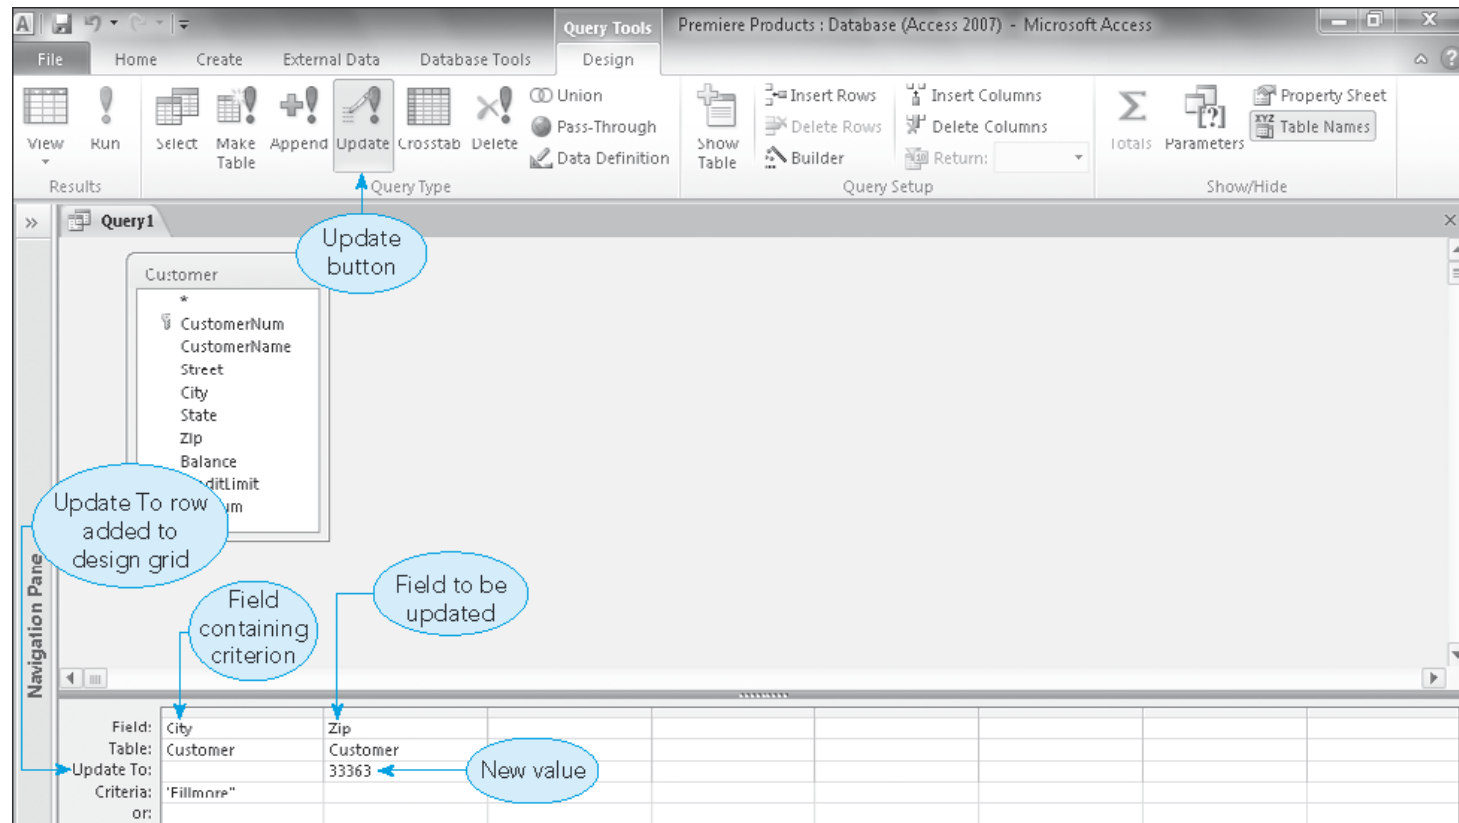 Query Tools
Premiere Products : Database (Access 2007) - Microsoft Access
File Home Create External Data Database Tools Design
View
Run
Select
Make
Table
Append
Update
Crosstab
Delete
Union
Pass-Through
Data Definition
Show
Table
Insert Rows
Delete Rows
Builder
Insert Columns
Delete Columns
Return:
Totals
Parameters
Property Sheet
Table Names
Results
Query Type
Query Setup
Show/Hide
Query1
Update
button
Customer
*
CustomerNum
CustomerName
Street
City
State
Zip
Balance
ditLimit
um
Update To row
added to
design grid
Navigation Pane
Field
containing
criterion
Field to be
updated
Field: City Zip
Table: Customer Customer
Update To: 33363
New value
Criteria: "Fillmore"
or: